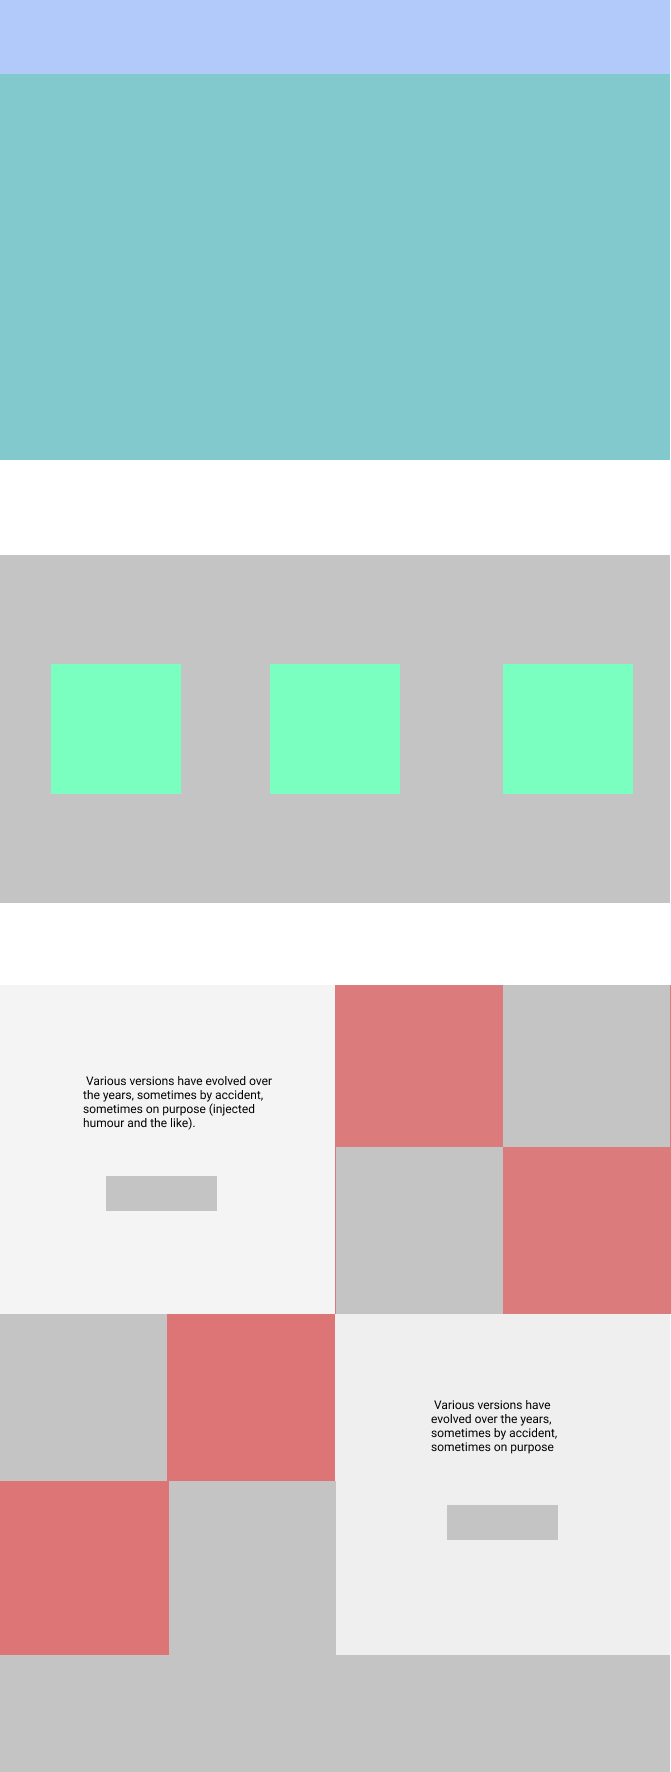 Various versions have evolved over
the years, sometimes by accident,
sometimes on purpose (injected
humour and the like).
Various versions have
evolved over the years,
sometimes by accident,
sometimes on purpose